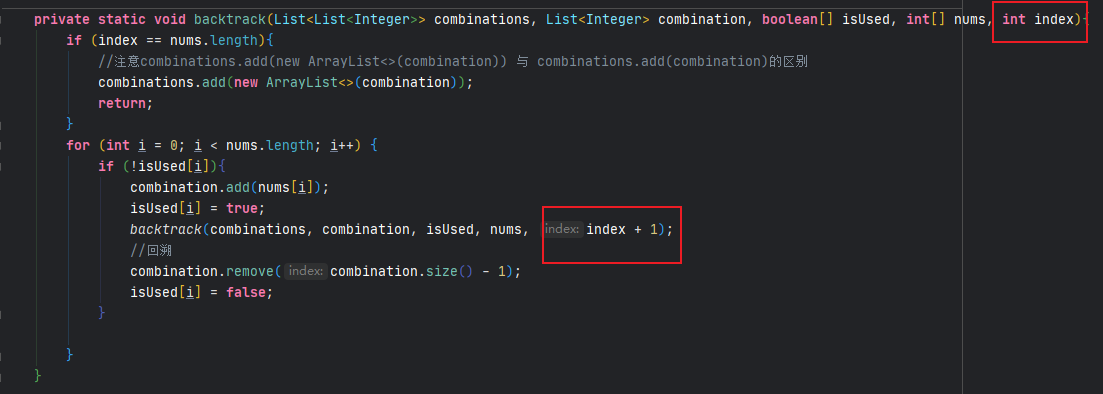 private static void backtrack(List<List<Integer>> combinations, List<Integer> combination, boolean[] isUsed, int[] nums, int index){
if (index == nums.length){
//注意combinations.add(new ArrayList<>(combination)) 与 combinations.add(combination)的区别
combinations.add(new ArrayList<>(combination));
return;
}
for (int i = 0; i < nums.length; i++) {
if (!isUsed[i]){
combination.add(nums[i]);
isUsed[i] = true;
backtrack(combinations, combination, isUsed, nums, index: index + 1);
//回溯
combination.remove( index: combination.size() - 1);
isUsed[i] = false;
}
}
}